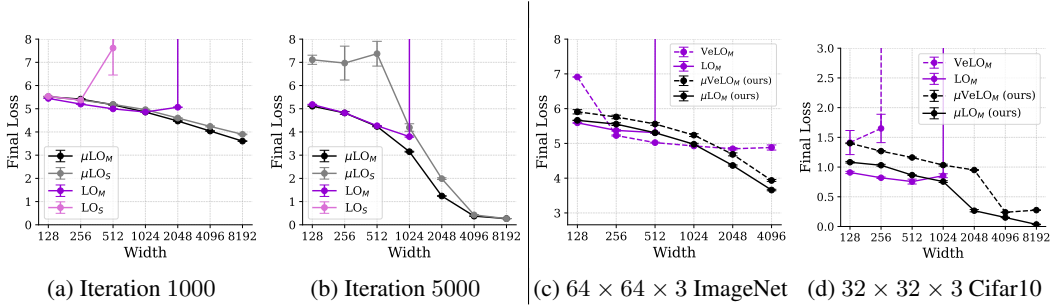 8
7
6
5
4
3
2
1
0
Final Loss
μLO_M
μLO_S
LO_M
LO_S
128 256 512 1024 2048 4096 8192
Width
(a) Iteration 1000
8
7
6
5
4
3
2
1
0
Final Loss
μLO_M
μLO_S
LO_M
LO_S
128 256 512 1024 2048 4096 8192
Width
(b) Iteration 5000
8
7
6
5
4
3
Final Loss
VeLO_M
LO_M
μVeLO_M (ours)
μLO_M (ours)
128 256 512 1024 2048 4096
Width
(c) 64 × 64 × 3 ImageNet
3.0
2.5
2.0
1.5
1.0
0.5
0.0
Final Loss
VeLO_M
LO_M
μVeLO_M (ours)
μLO_M (ours)
128 256 512 1024 2048 4096 8192
Width
(d) 32 × 32 × 3 Cifar10